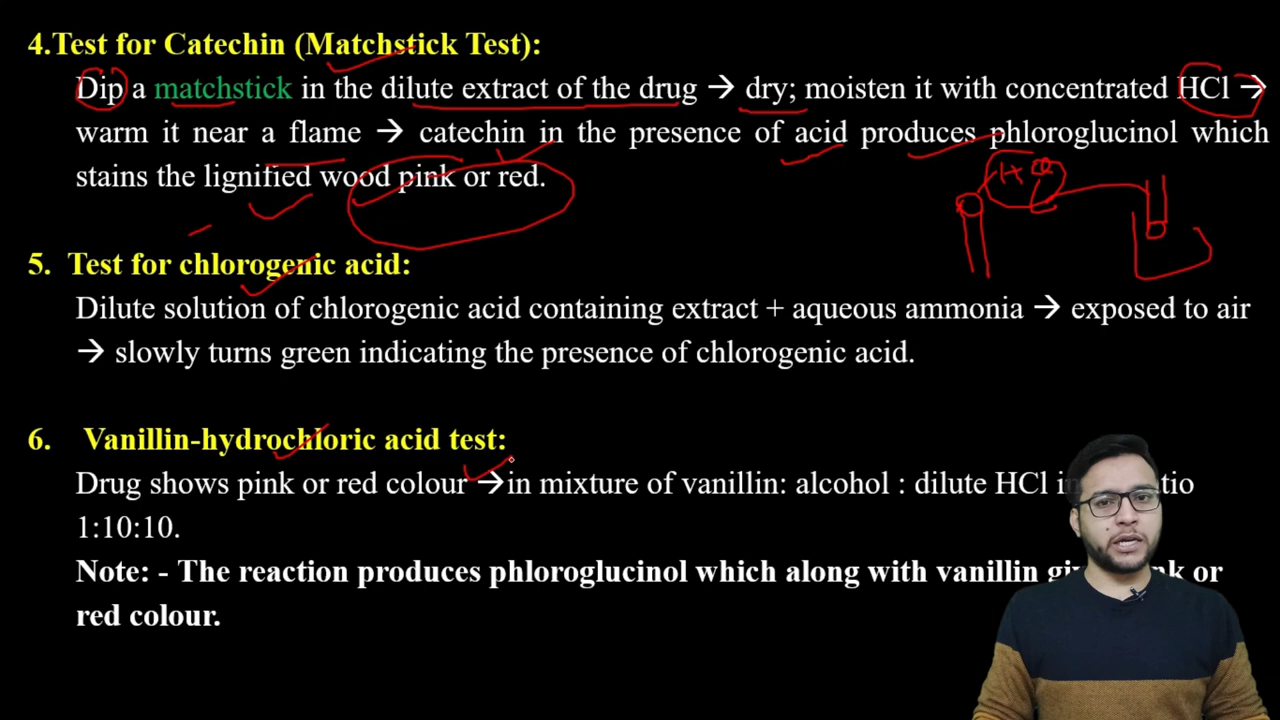 4.Test for Catechin (Matchstick Test):
Dip a matchstick in the dilute extract of the drug → dry; moisten it with concentrated HCl →
warm it near a flame → catechin in the presence of acid produces phloroglucinol which
stains the lignified wood pink or red.
HCl
5. Test for chlorogenic acid:
Dilute solution of chlorogenic acid containing extract + aqueous ammonia → exposed to air
→ slowly turns green indicating the presence of chlorogenic acid.
6. Vanillin-hydrochloric acid test:
Drug shows pink or red colour →in mixture of vanillin: alcohol : dilute HCl in
1:10:10.
Note: - The reaction produces phloroglucinol which along with vanillin or
red colour.